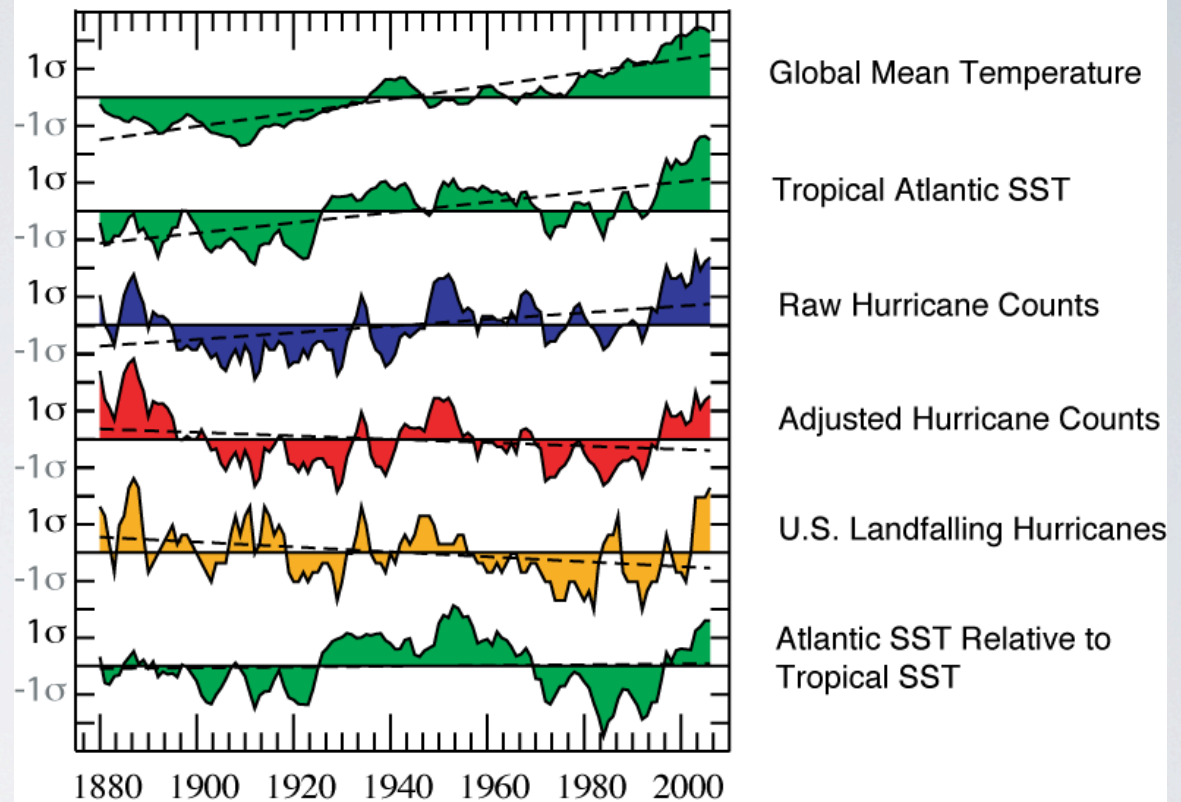 1σ
-1σ
Global Mean Temperature
1σ
-1σ
Tropical Atlantic SST
1σ
-1σ
Raw Hurricane Counts
1σ
-1σ
Adjusted Hurricane Counts
1σ
-1σ
U.S. Landfalling Hurricanes
1σ
-1σ
Atlantic SST Relative to
Tropical SST
1880 1900 1920 1940 1960 1980 2000